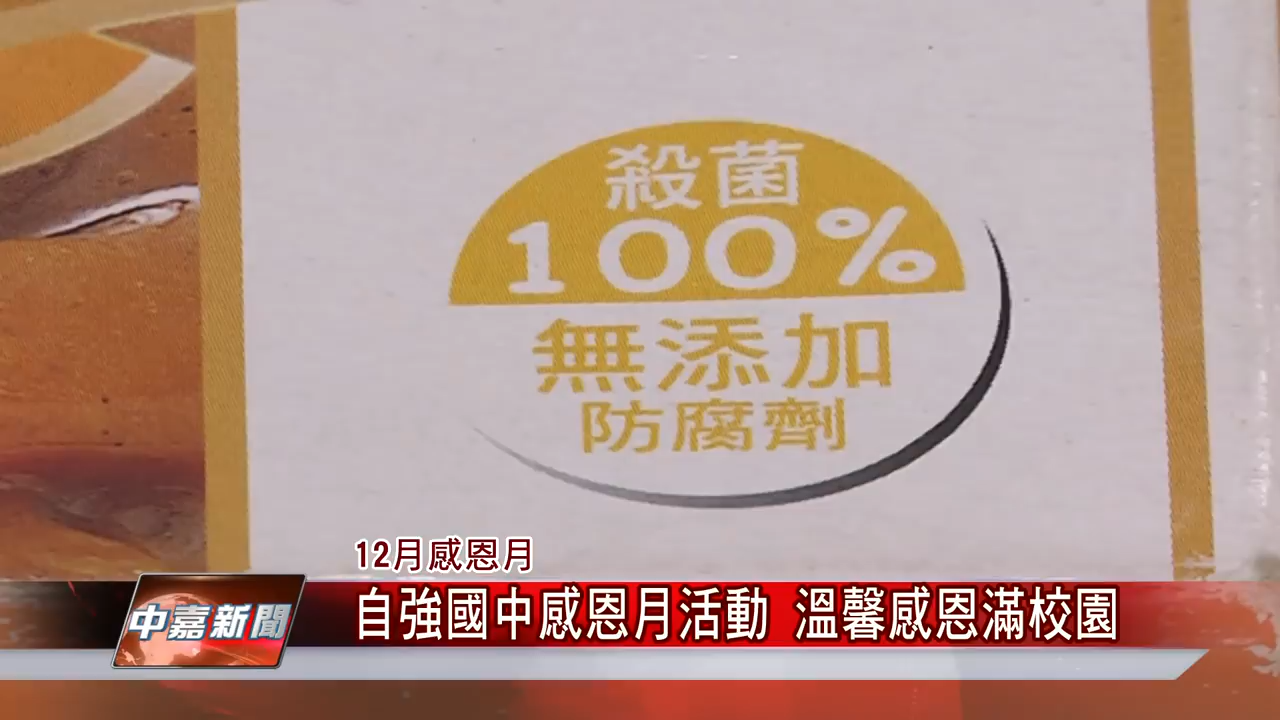 殺菌
100%
無添加
防腐劑
12月感恩月
中嘉新聞
自強國中感恩月活動 溫馨感恩滿校園